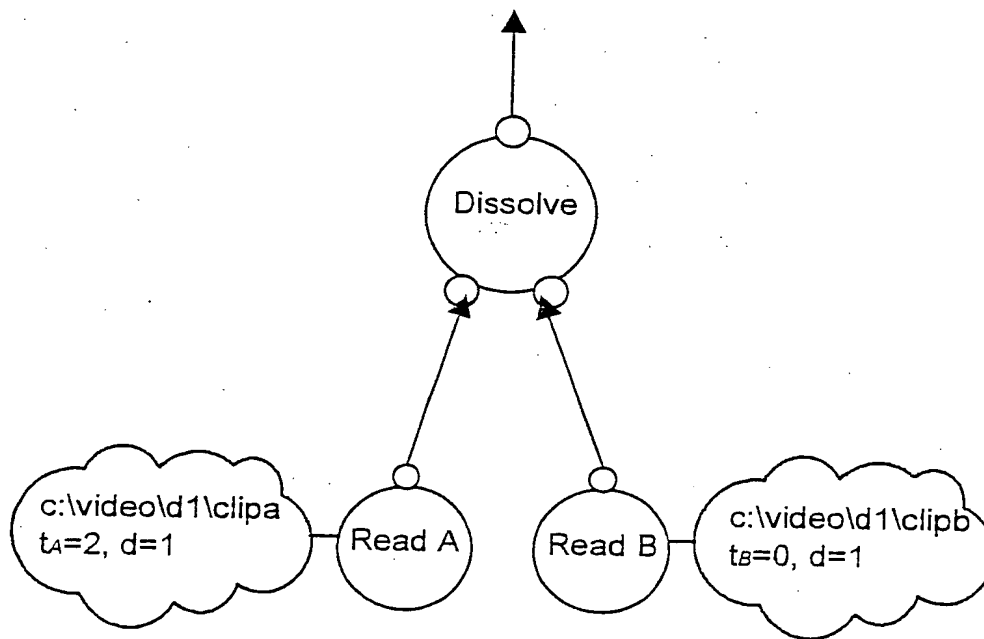 Dissolve
c:\video\d1\clipa
tA=2, d=1
Read A
Read B
c:\video\d1\clipb
tB=0, d=1